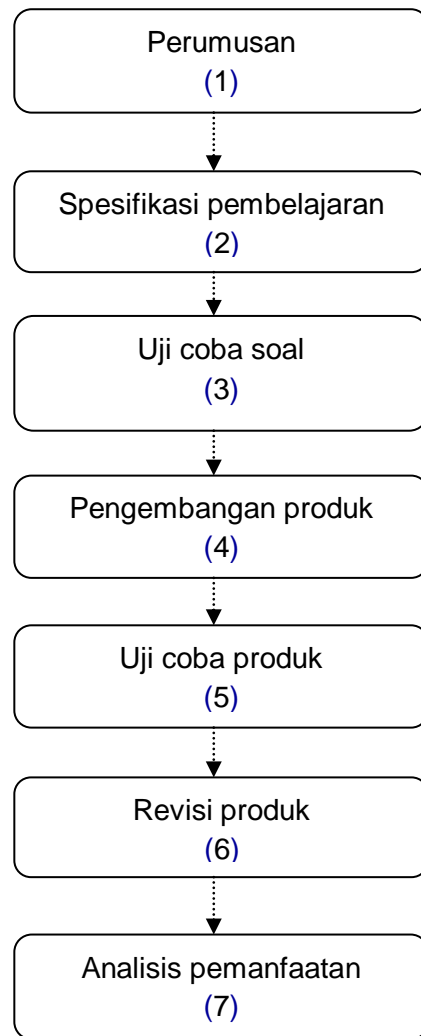 Perumusan
(1)
Spesifikasi pembelajaran
(2)
Uji coba soal
(3)
Pengembangan produk
(4)
Uji coba produk
(5)
Revisi produk
(6)
Analisis pemanfaatan
(7)